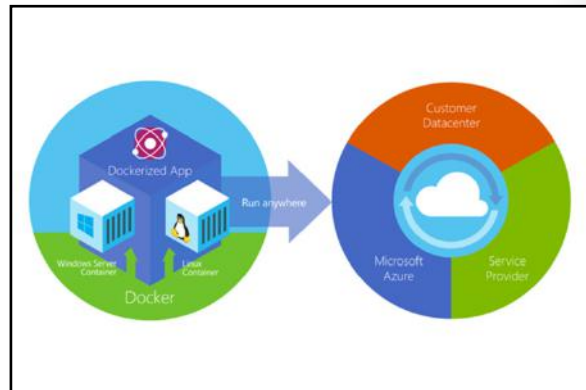 Dockerized App
Windows Server
Container
Linux
Container
Docker
Run anywhere
Customer
Datacenter
Microsoft
Azure
Service
Provider